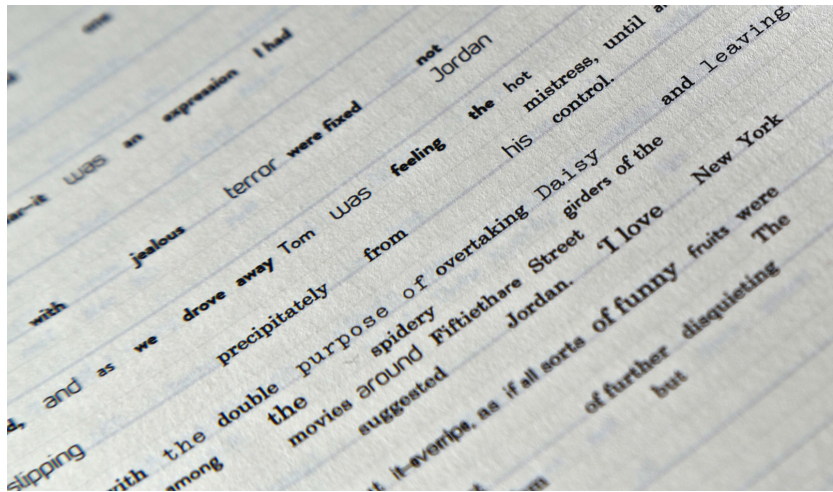 one
was an expression I had
with jealous terror were fixed not Jordan
and as we drove away Tom was feeling the hot
mistress, until
slipping precipitately from his control.
with the double purpose of overtaking Daisy and leaving
among the spidery girders of the
movies around Fiftiethare Street
suggested Jordan. "I love New York
it—overripe, as if all sorts of funny fruits were
The
of further disquieting
but